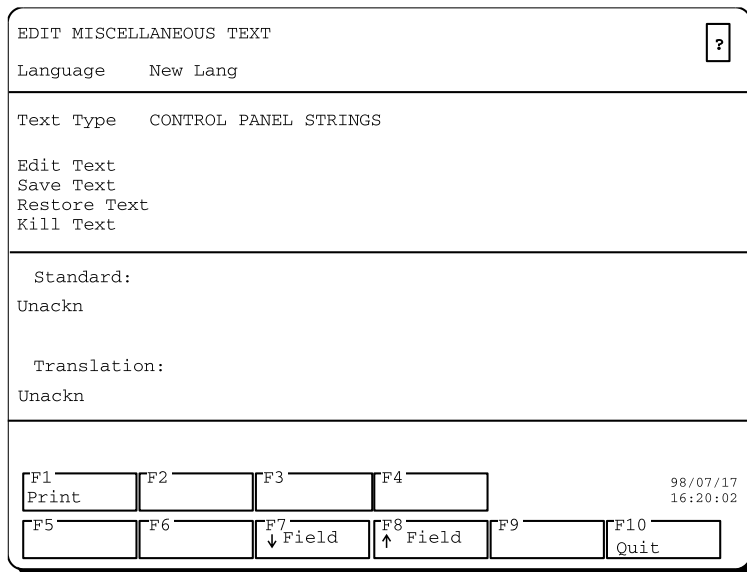 EDIT MISCELLANEOUS TEXT
?
Language New Lang
Text Type CONTROL PANEL STRINGS
Edit Text
Save Text
Restore Text
Kill Text
Standard:
Unackn
Translation:
Unackn
F1 F2 F3 F4
Print
98/07/17
16:20:02
F5 F6 F7 F8 F9 F10
↓ Field ↑ Field
Quit